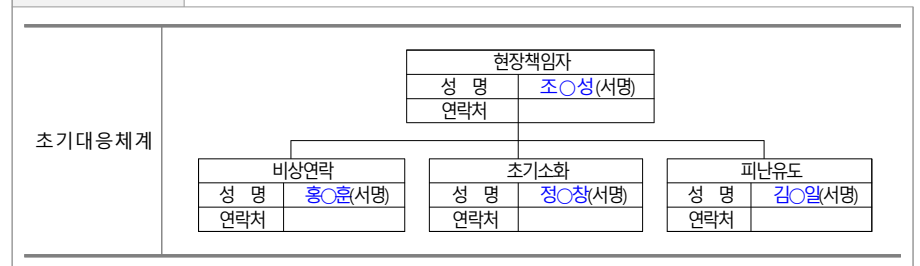 현장책임자
성 명 조○성(서명)
연락처
초기대응체계
비상연락 초기소화 피난유도
성 명 홍○훈(서명) 성 명 정○창(서명) 성 명 김○일(서명)
연락처 연락처 연락처